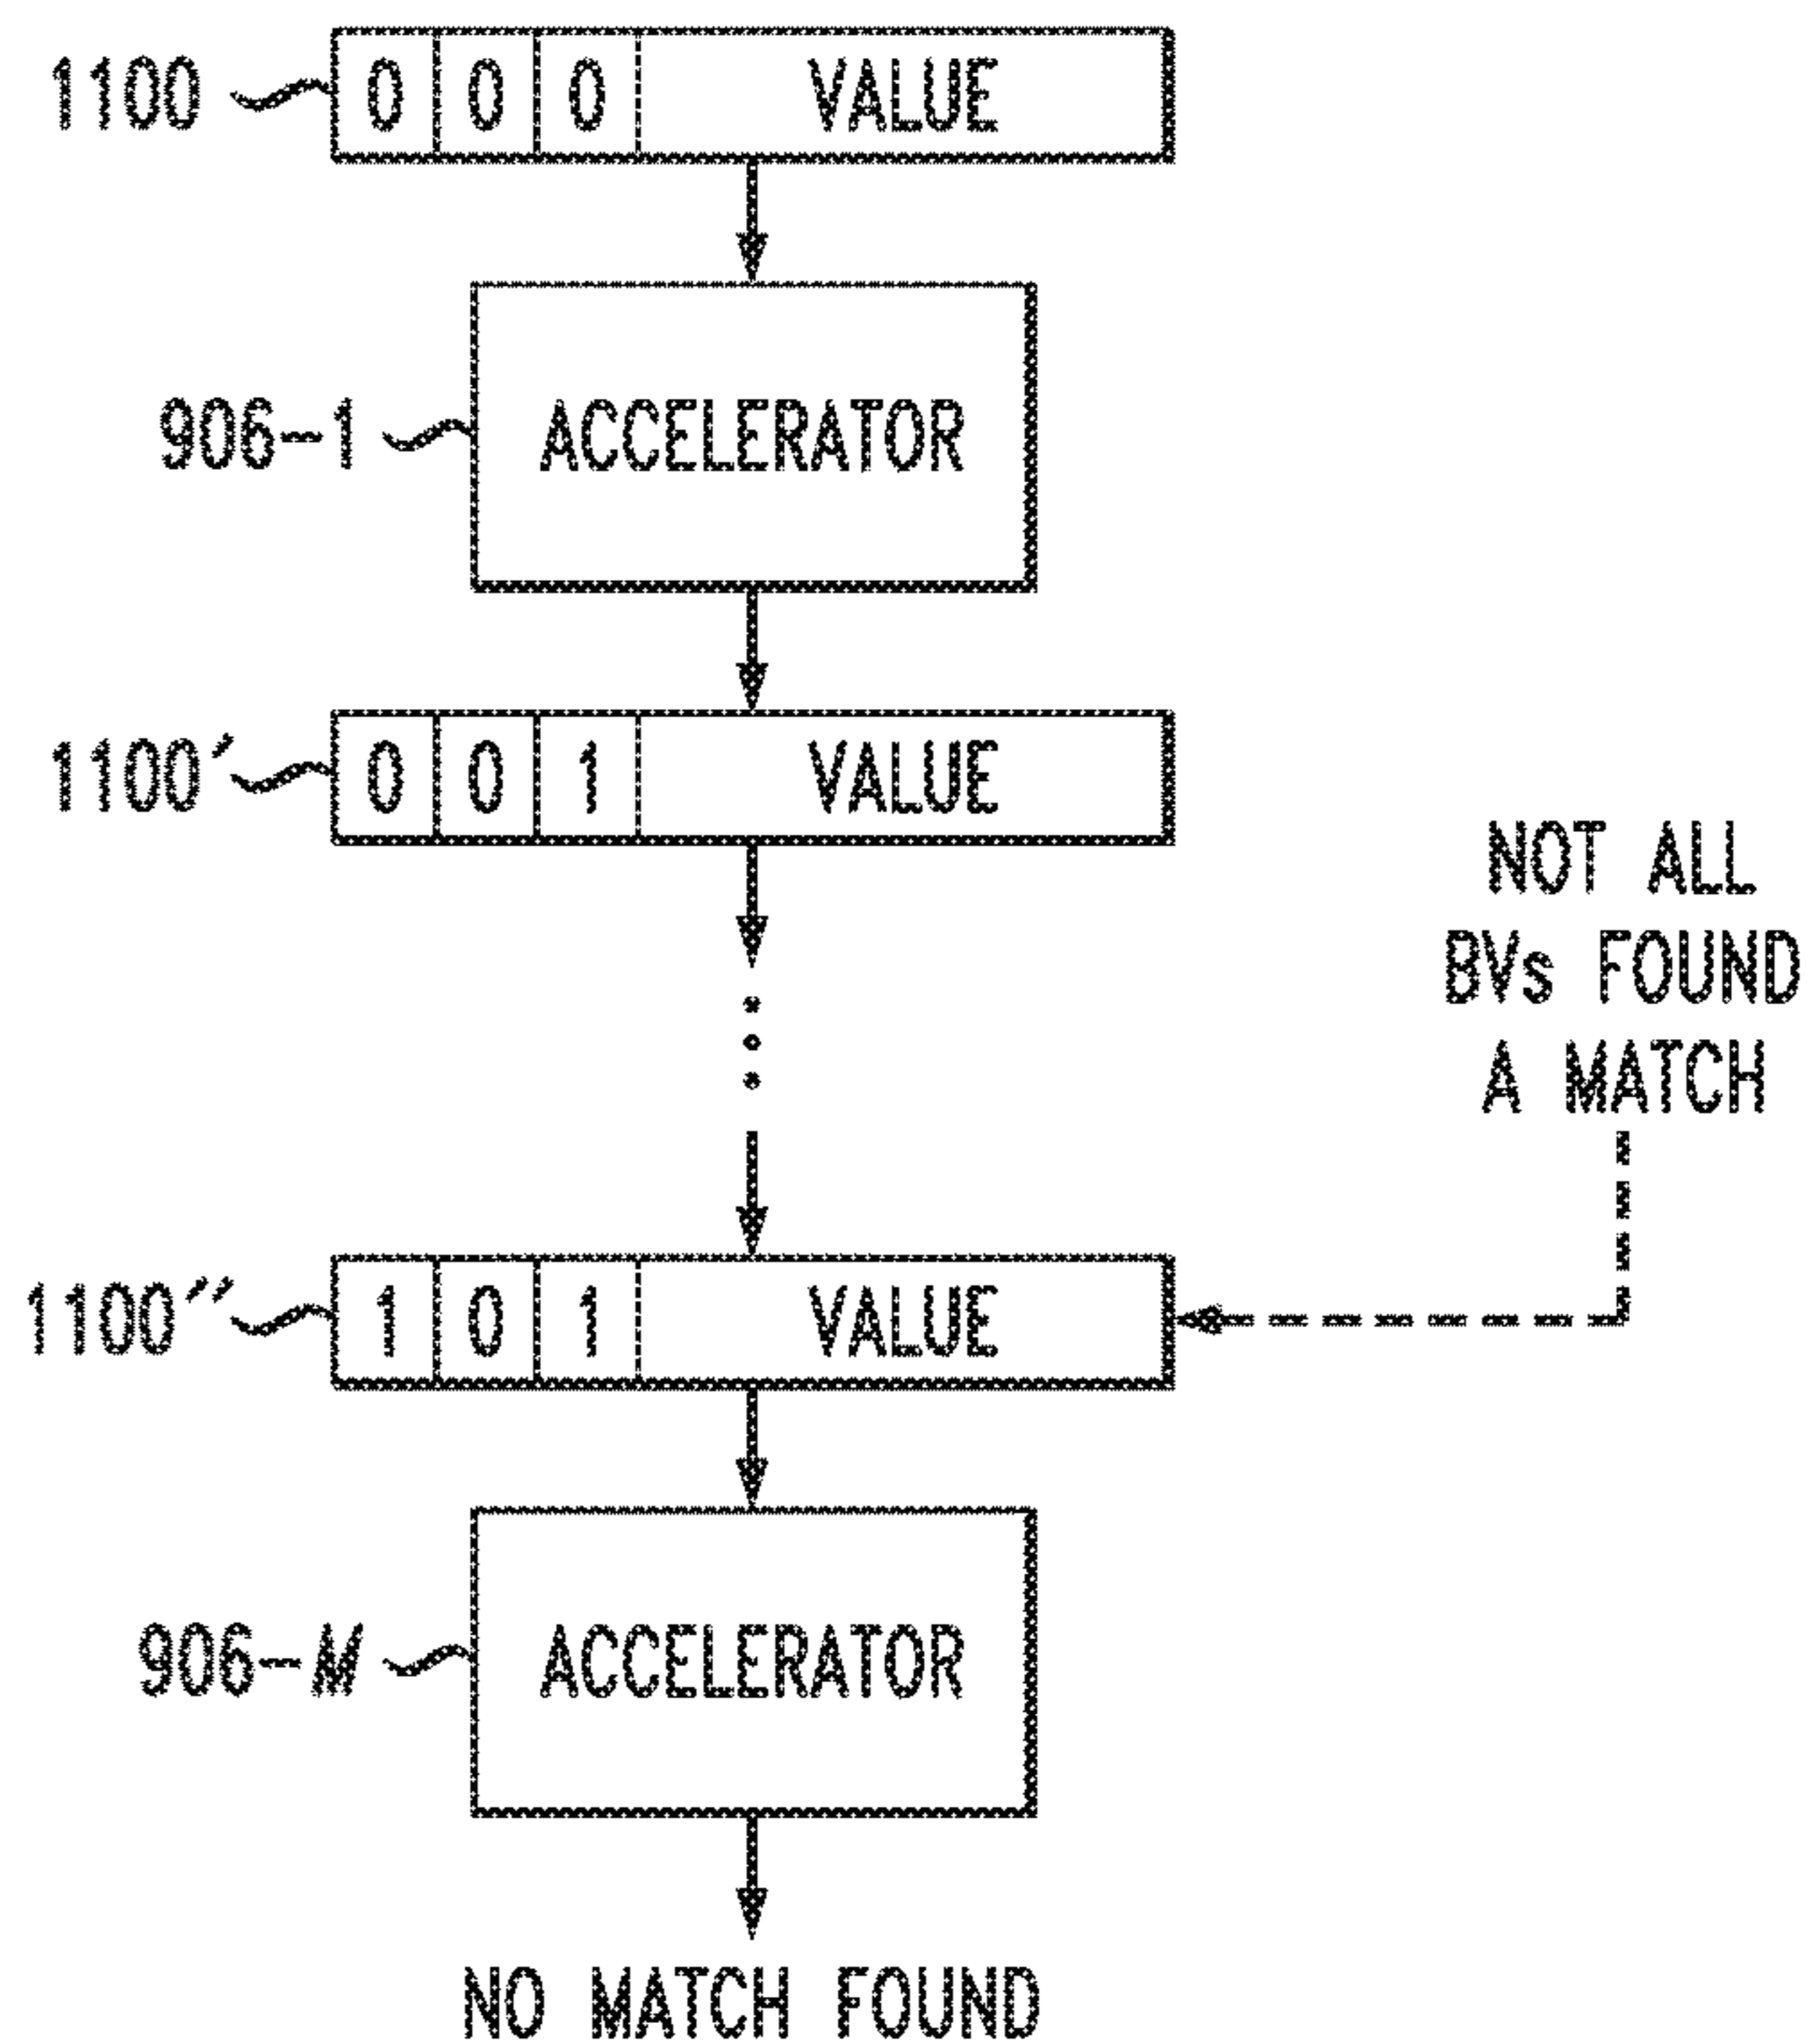 1100 0 0 0 VALUE
906-1 ACCELERATOR
1100' 0 0 1 VALUE
NOT ALL
BVs FOUND
A MATCH
1100'' 1 0 1 VALUE
906-M ACCELERATOR
NO MATCH FOUND